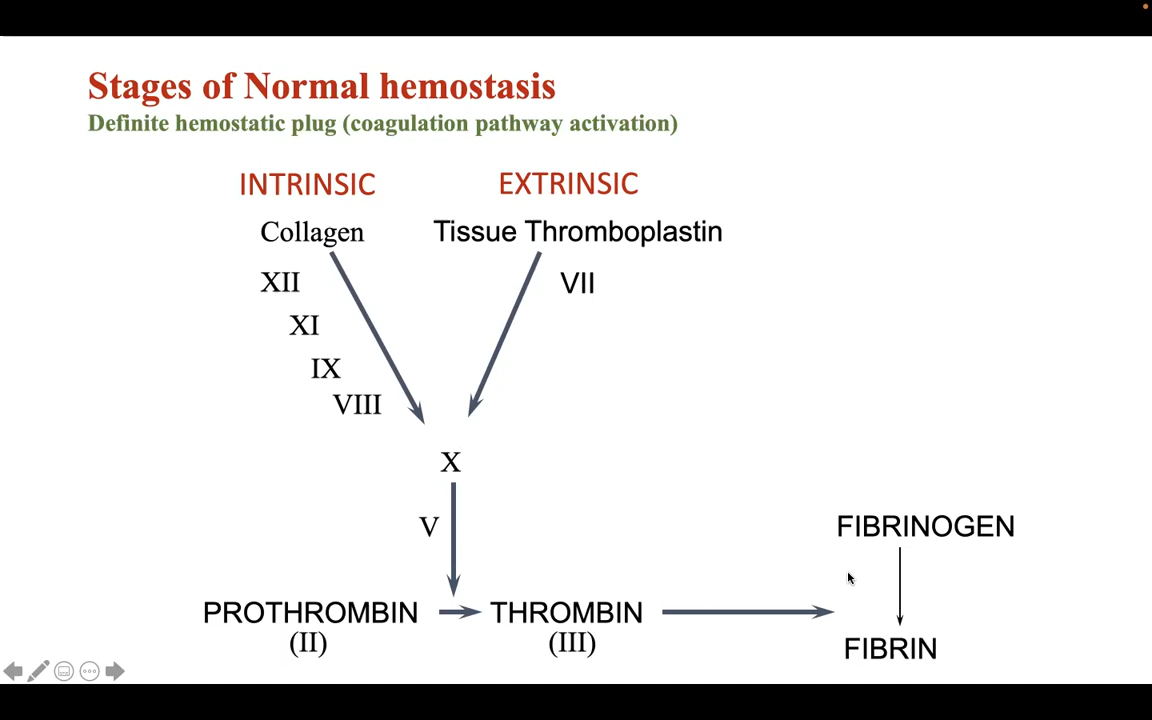 Stages of Normal hemostasis
Definite hemostatic plug (coagulation pathway activation)
INTRINSIC
EXTRINSIC
Collagen
Tissue Thromboplastin
XII
VII
XI
IX
VIII
X
V
FIBRINOGEN
PROTHROMBIN
THROMBIN
(II)
(III)
FIBRIN